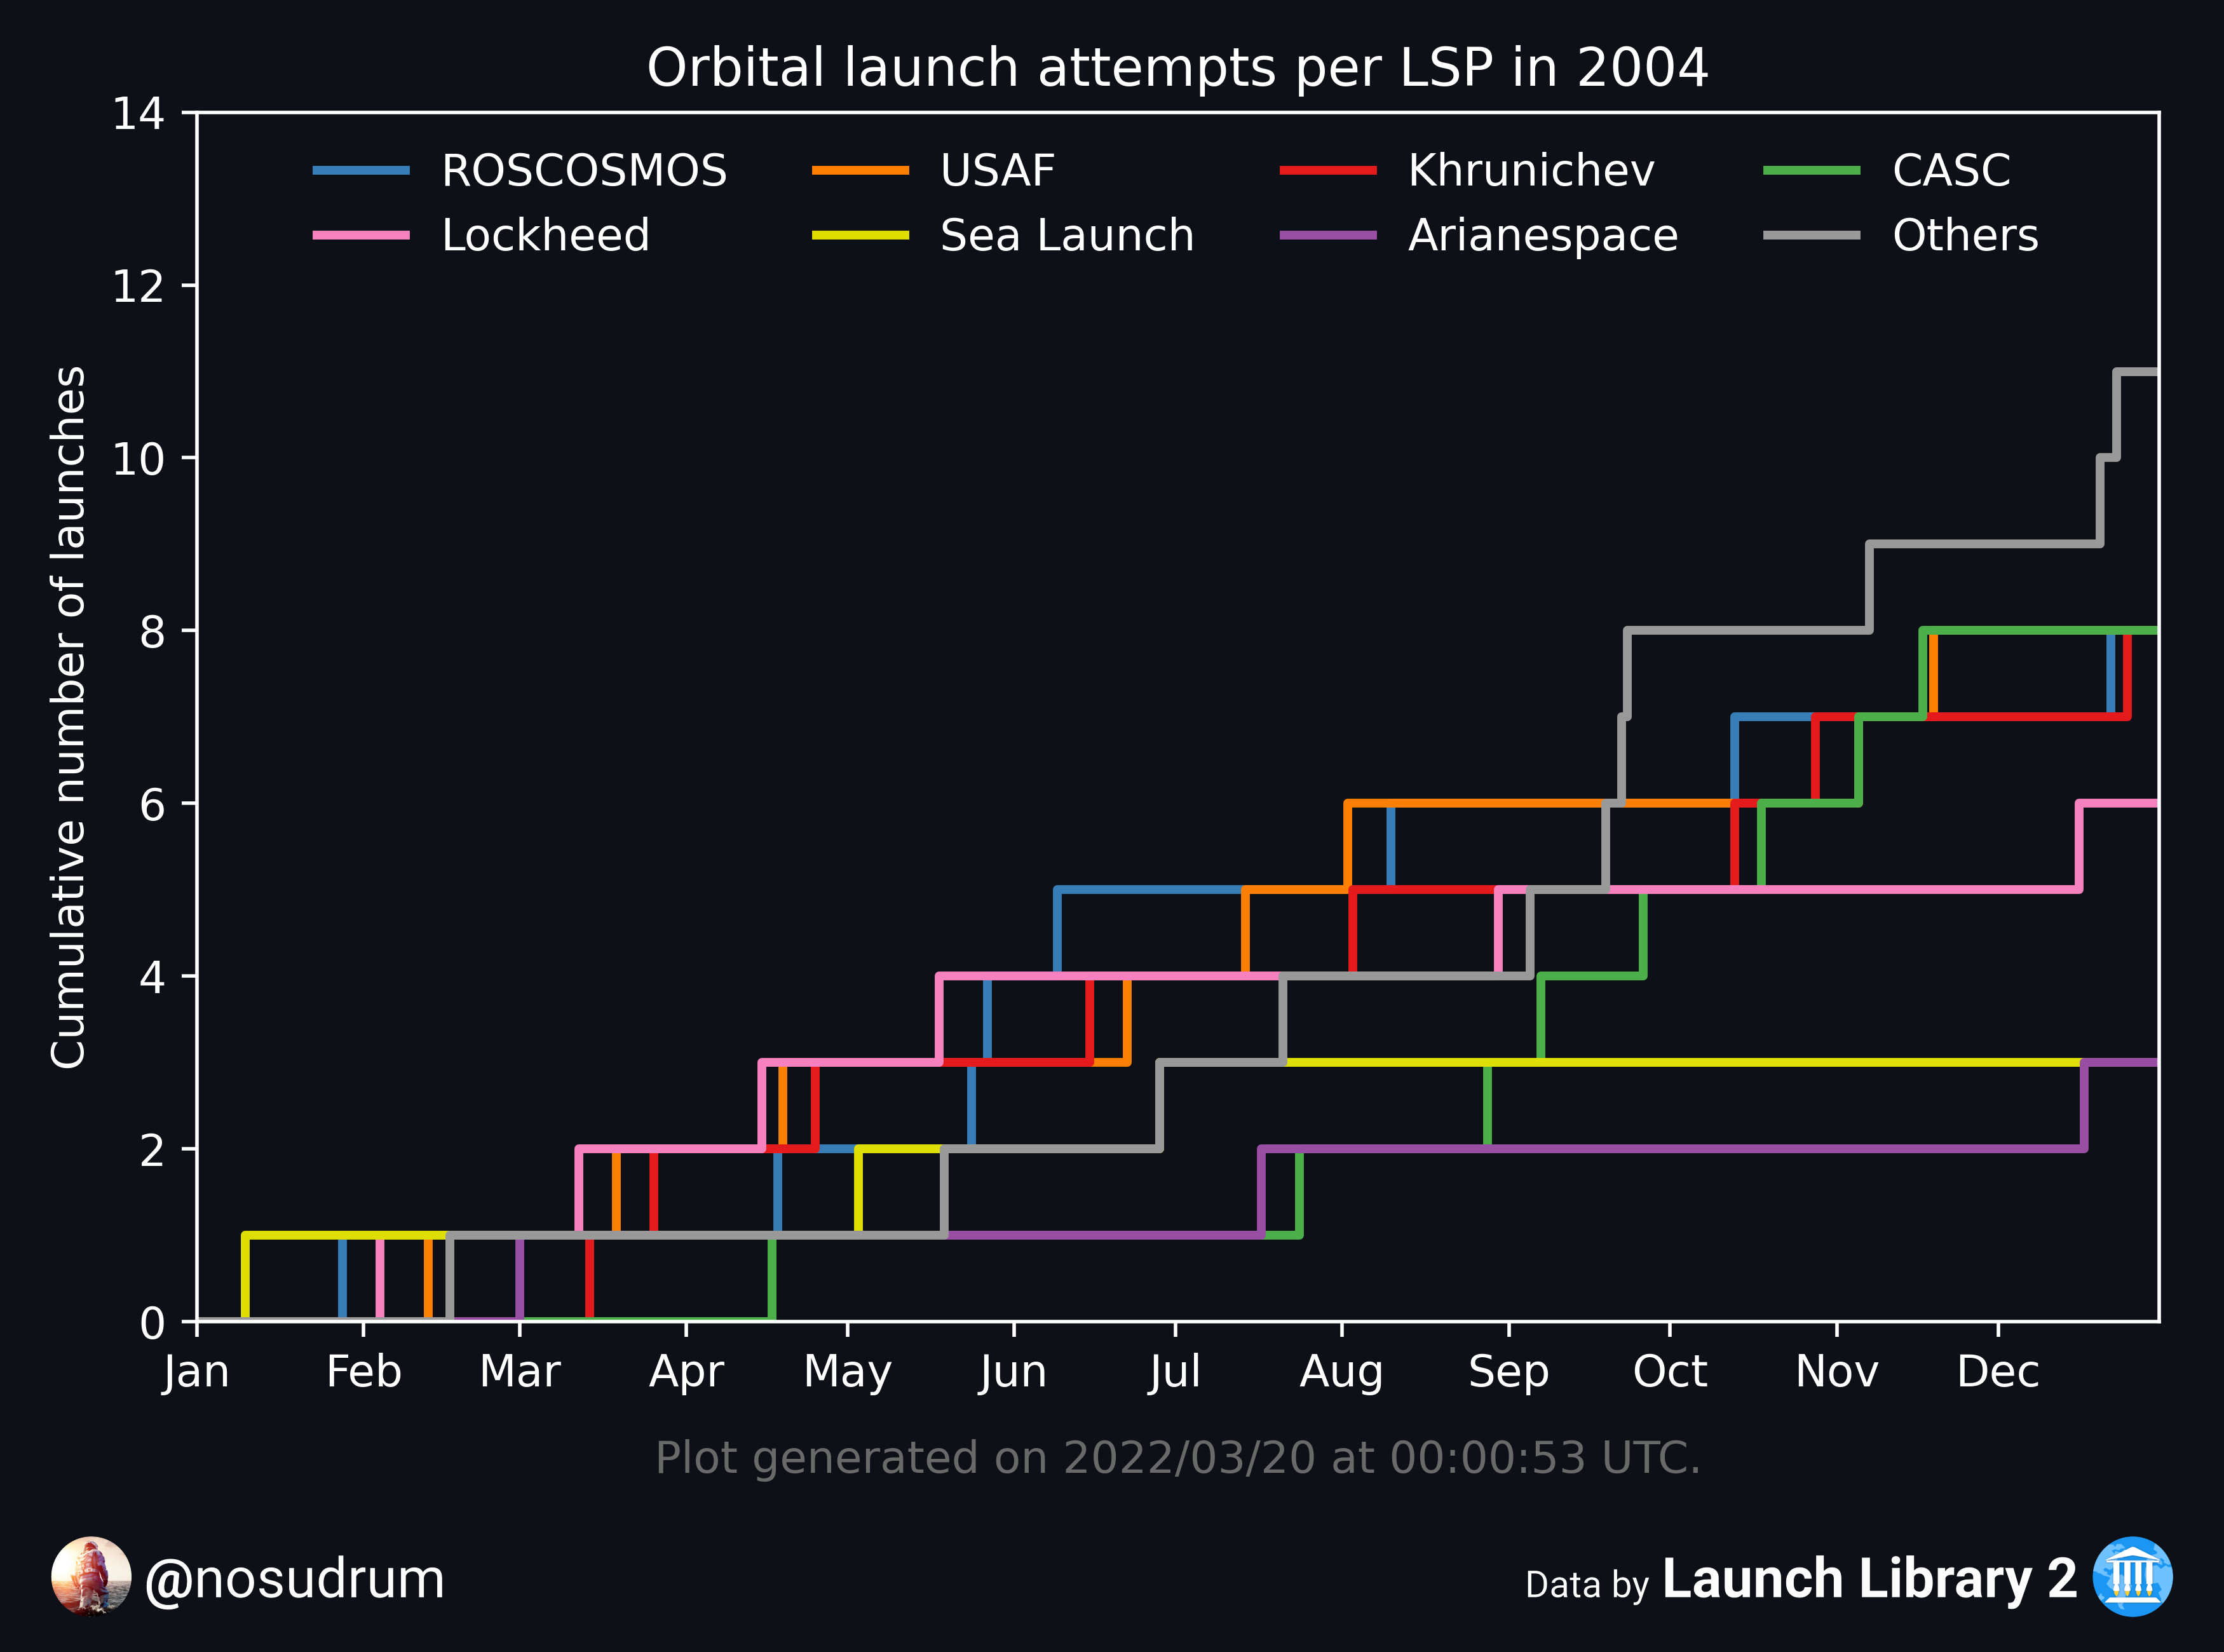 Orbital launch attempts per LSP in 2004
14
ROSCOSMOS USAF Khrunichev CASC
Lockheed Sea Launch Arianespace Others
12
10
8
6
4
2
0
Cumulative number of launches
Jan Feb Mar Apr May Jun Jul Aug Sep Oct Nov Dec
Plot generated on 2022/03/20 at 00:00:53 UTC.
@nosudrum
Data by Launch Library 2